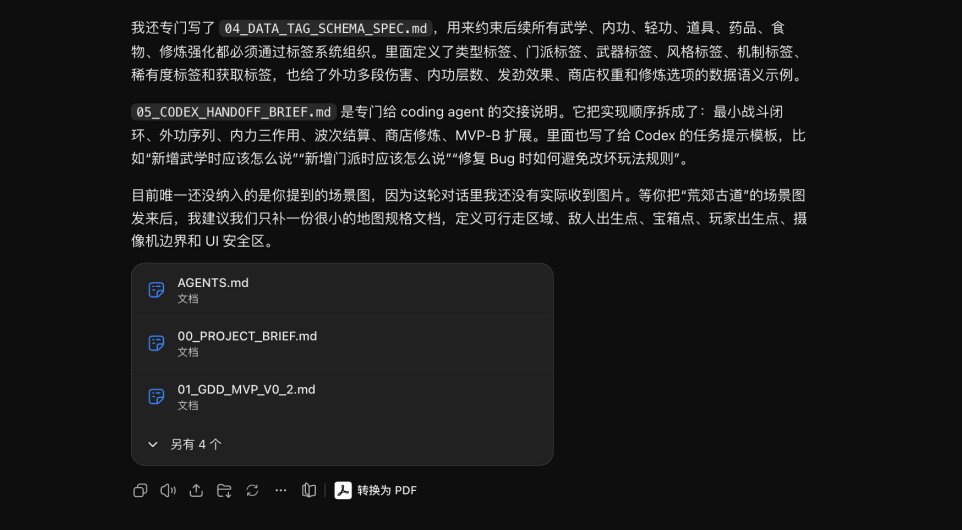 我还专门写了 04_DATA_TAG_SCHEMA_SPEC.md，用来约束后续所有武学、内功、轻功、道具、药品、食
物、修炼强化都必须通过标签系统组织。里面定义了类型标签、门派标签、武器标签、风格标签、机制标签、
稀有度标签和获取标签，也给了外功多段伤害、内功层数、发劲效果、商店权重和修炼选项的数据语义示例。
05_CODEX_HANDOFF_BRIEF.md 是专门给 coding agent 的交接说明。它把实现顺序拆成了：最小战斗闭
环、外功序列、内力三作用、波次结算、商店修炼、MVP-B 扩展。里面也写了给 Codex 的任务提示模板，比
如“新增武学时应该怎么说”“新增门派时应该怎么说”“修复 Bug 时如何避免改坏玩法规则”。
目前唯一还没纳入的是你提到的场景图，因为这轮对话里我还没有实际收到图片。等你把“荒郊古道”的场景图
发来后，我建议我们只补一份很小的地图规格文档，定义可行走区域、敌人出生点、宝箱点、玩家出生点、摄
像机边界和 UI 安全区。
AGENTS.md
文档
00_PROJECT_BRIEF.md
文档
01_GDD_MVP_V0_2.md
文档
另有 4 个
转换为 PDF